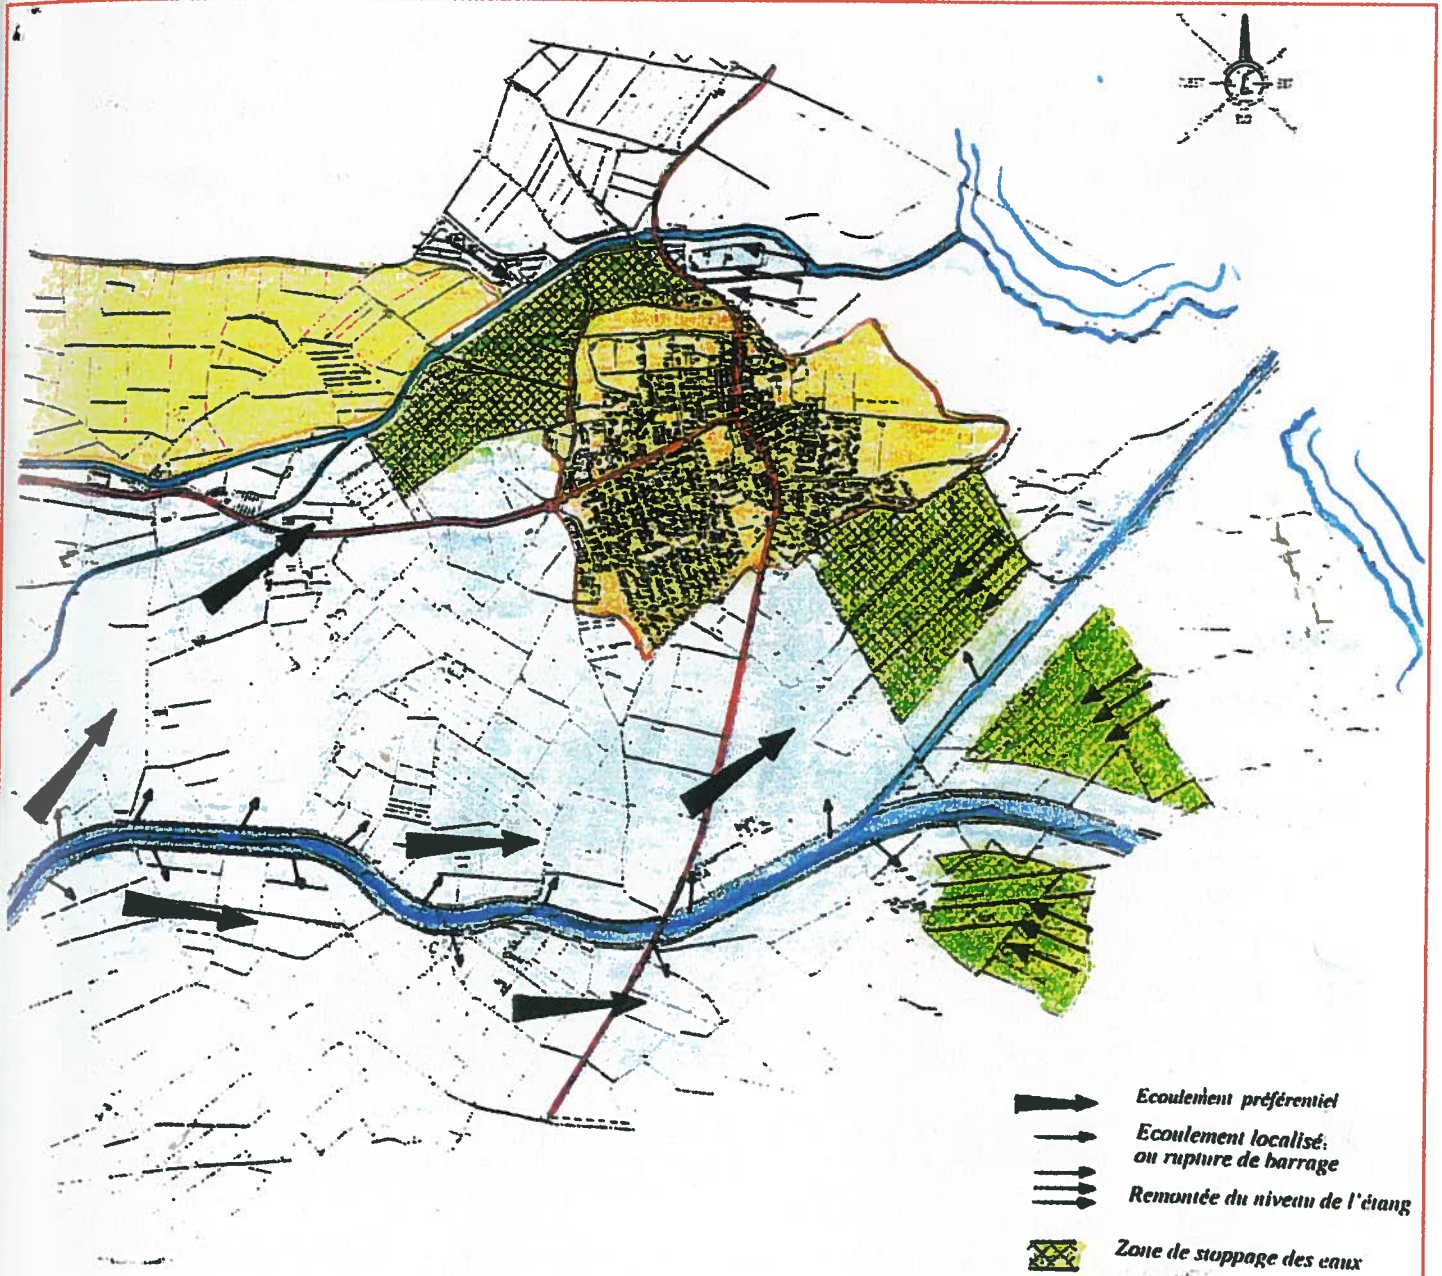 Ecoulement préférentiel
Ecoulement localisé
ou rupture de barrage
Remontée du niveau de l'étang
Zone de stoppage des eaux